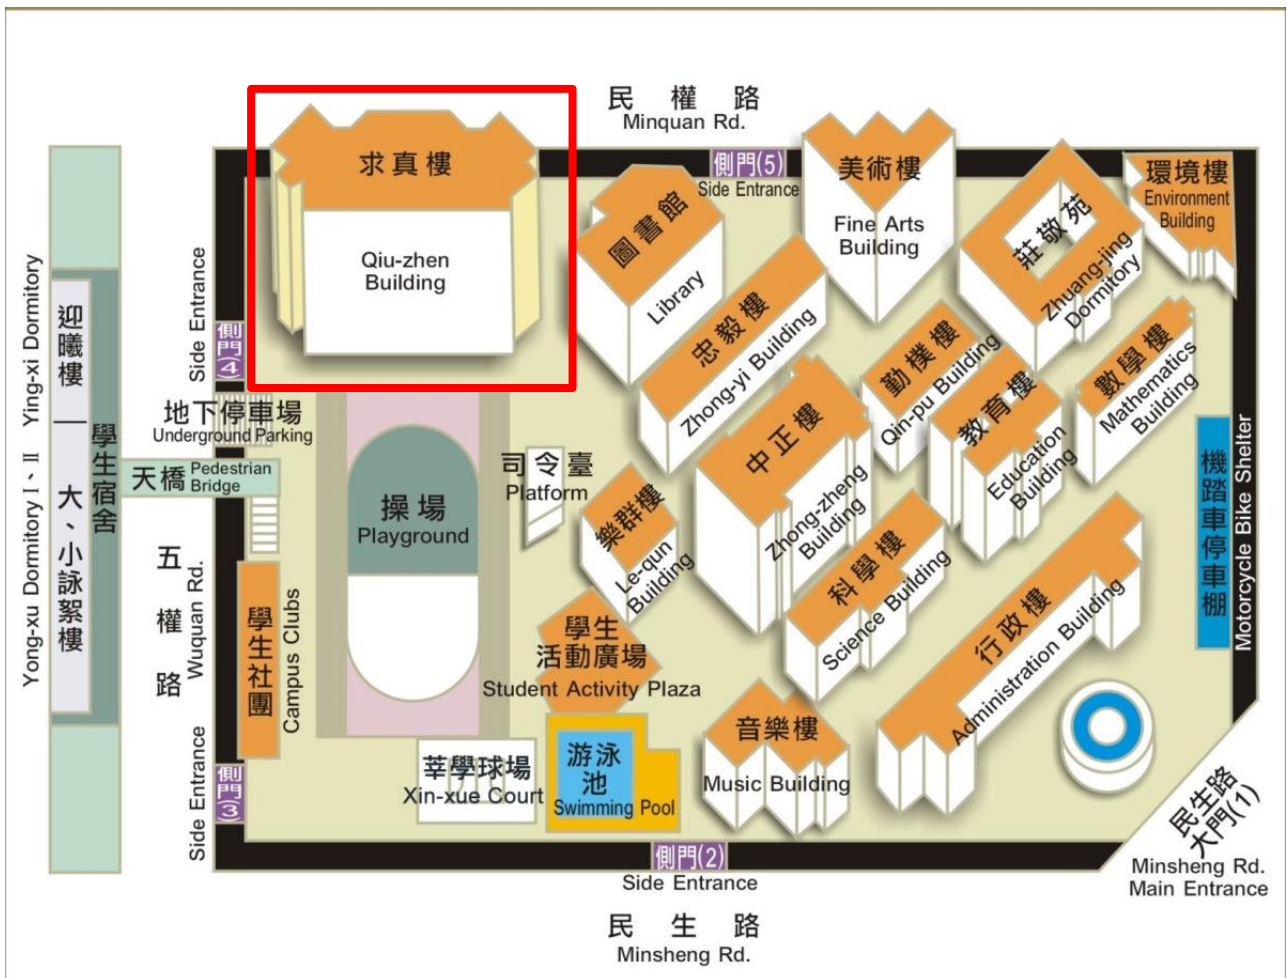 民權路
Minquan Rd.
求真樓
Qiu-zhen
Building
側門(5)
Side Entrance
圖書館
Library
美術樓
Fine Arts
Building
莊敬苑
Zhuang-jing
Dormitory
環境樓
Environment
Building
忠毅樓
Zhong-yi Building
勤樸樓
Qin-pu Building
教育樓
Education
Building
數學樓
Mathematics
Building
中正樓
Zhong-zheng
Building
Side Entrance
側門(4)
地下停車場
Underground Parking
天橋
Pedestrian
Bridge
Yong-xu Dormitory I、II Ying-xi Dormitory
迎曦樓
大、小詠絮樓
學生宿舍
五權路
Wuquan Rd.
操場
Playground
司令臺
Platform
樂群樓
Le-qun
Building
科學樓
Science Building
行政樓
Administration Building
機踏車停車棚
Motorcycle Bike Shelter
學生社團
Campus Clubs
學生
活動廣場
Student Activity Plaza
莘學球場
Xin-xue Court
游泳
池
Swimming Pool
音樂樓
Music Building
Side Entrance
側門(3)
側門(2)
Side Entrance
民生路
大門(1)
Minsheng Rd.
Main Entrance
民生路
Minsheng Rd.